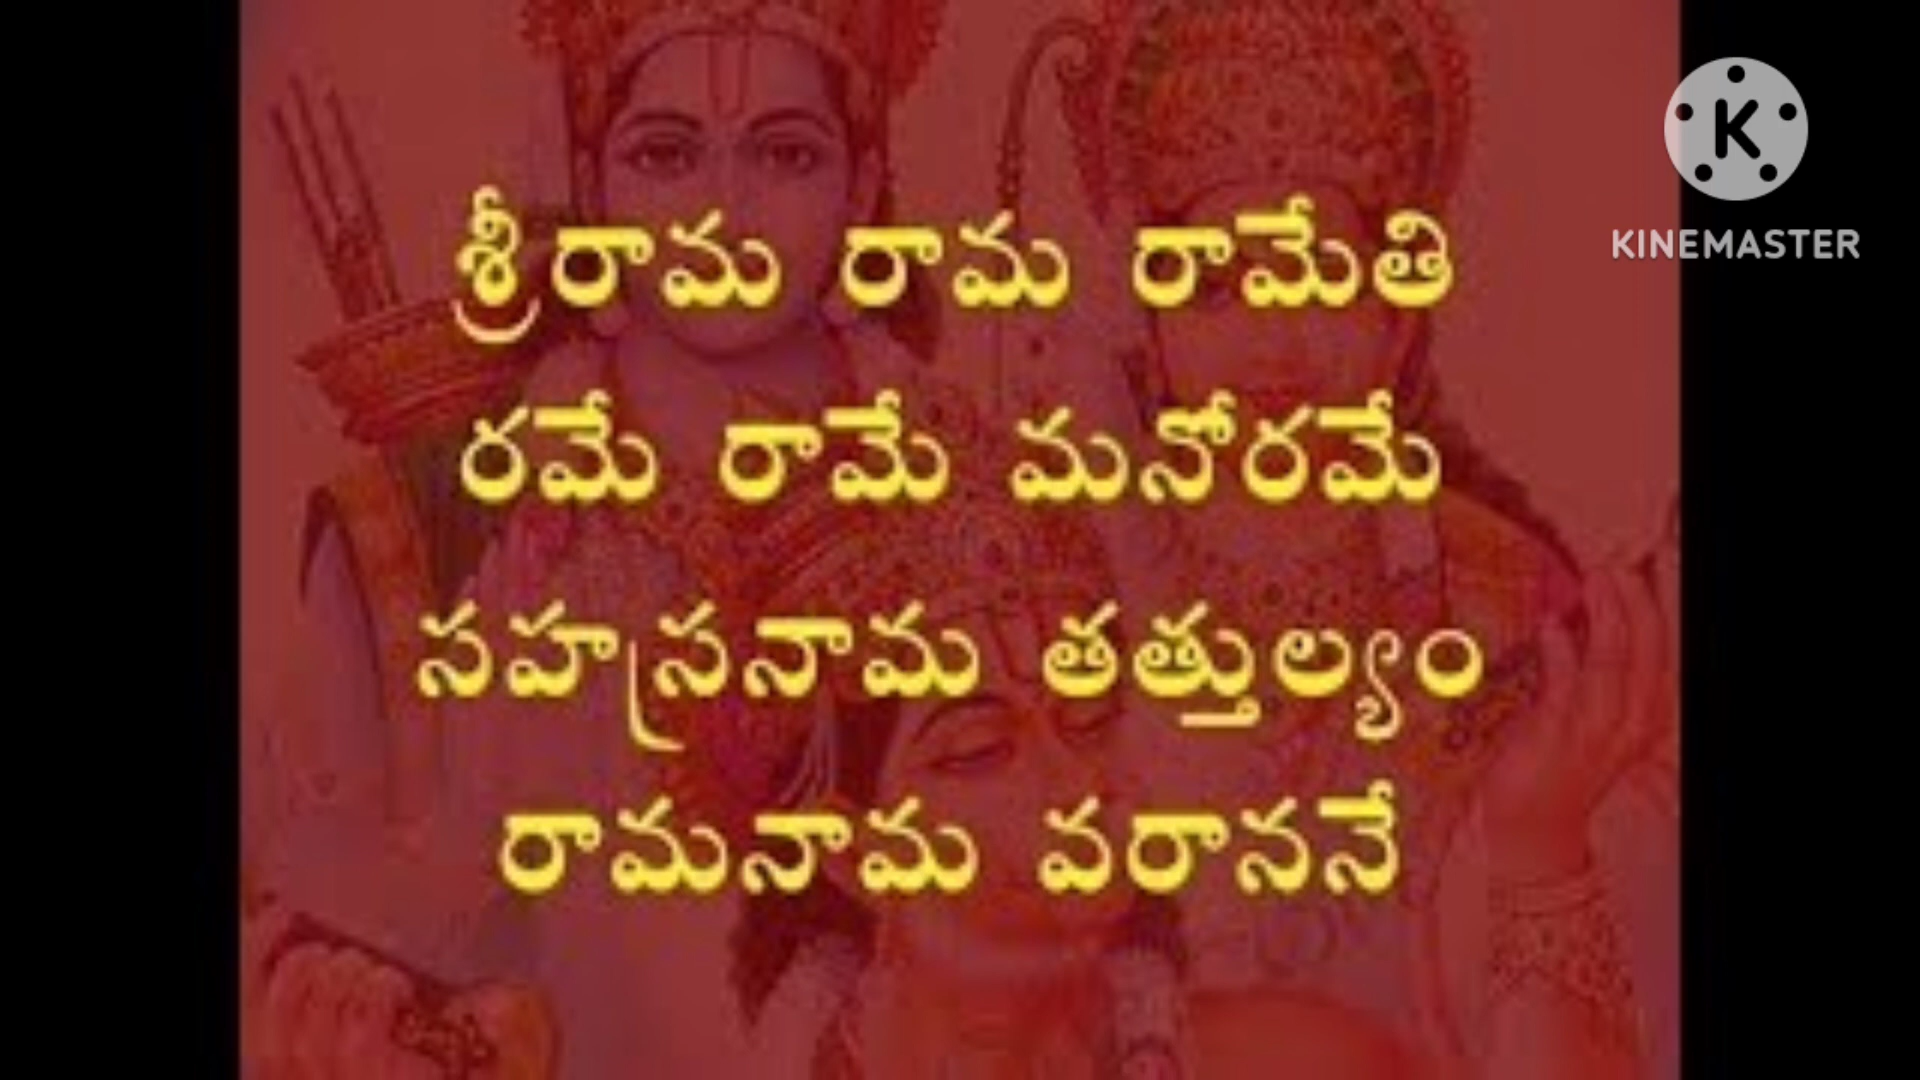 శ్రీరామ రామ రామేతి
రమే రామే మనోరమే
సహస్రనామ తత్తుల్యం
రామనామ వరాననే
KINEMASTER